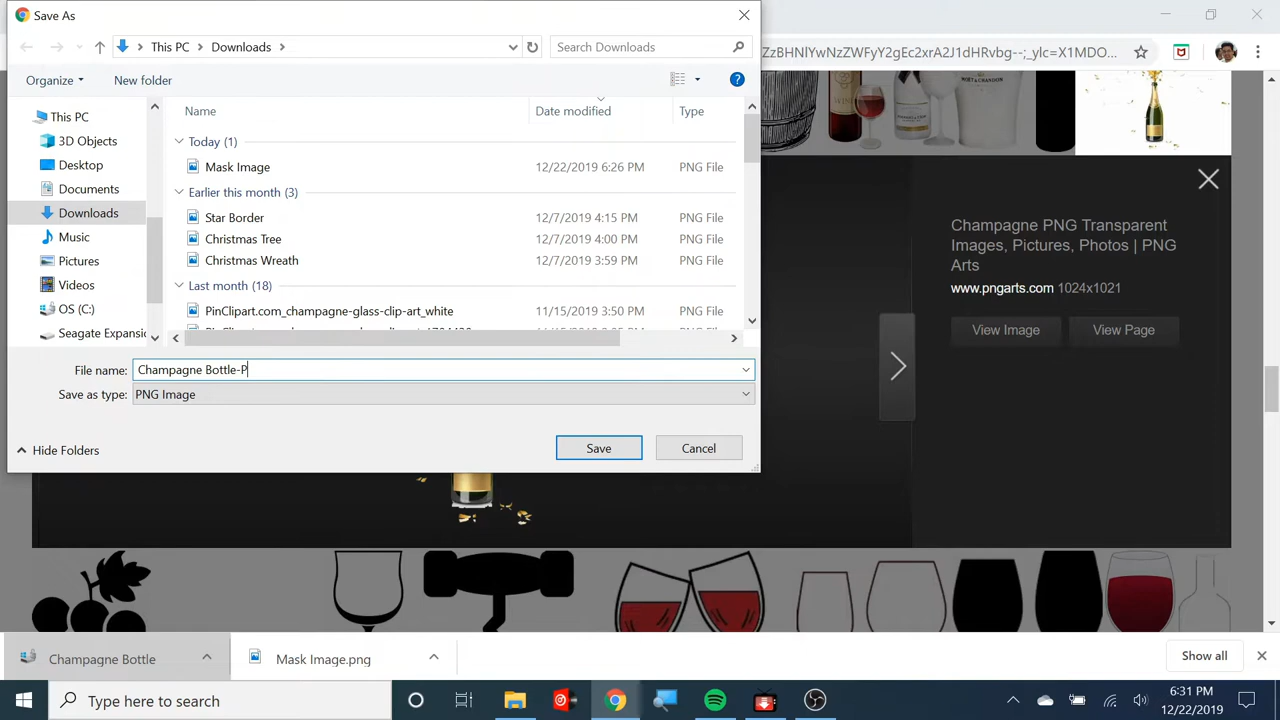 Save As
This PC
Downloads
Search Downloads
ZzBHNlYwNzZWFyY2gEc2xrA2J1dHRvbg--;_ylc=X1MDO...
Organize
New folder
Name
Date modified
Type
This PC
3D Objects
Desktop
Documents
Downloads
Music
Pictures
Videos
OS (C:)
Seagate Expansio
Today (1)
Mask Image 12/22/2019 6:26 PM PNG File
Earlier this month (3)
Star Border 12/7/2019 4:15 PM PNG File
Christmas Tree 12/7/2019 4:00 PM PNG File
Christmas Wreath 12/7/2019 3:59 PM PNG File
Last month (18)
PinClipart.com_champagne-glass-clip-art_white 11/15/2019 3:50 PM PNG File
File name: Champagne Bottle-P
Save as type: PNG Image
Hide Folders
Save
Cancel
Champagne PNG Transparent
Images, Pictures, Photos | PNG
Arts
www.pngarts.com 1024x1021
View Image
View Page
Champagne Bottle
Mask Image.png
Show all
Type here to search
6:31 PM
12/22/2019